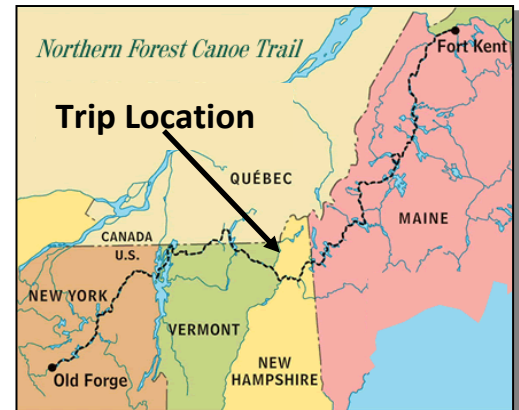 Northern Forest Canoe Trail
Fort Kent
Trip Location
QUÉBEC
MAINE
CANADA
U.S.
NEW YORK
VERMONT
NEW
HAMPSHIRE
Old Forge